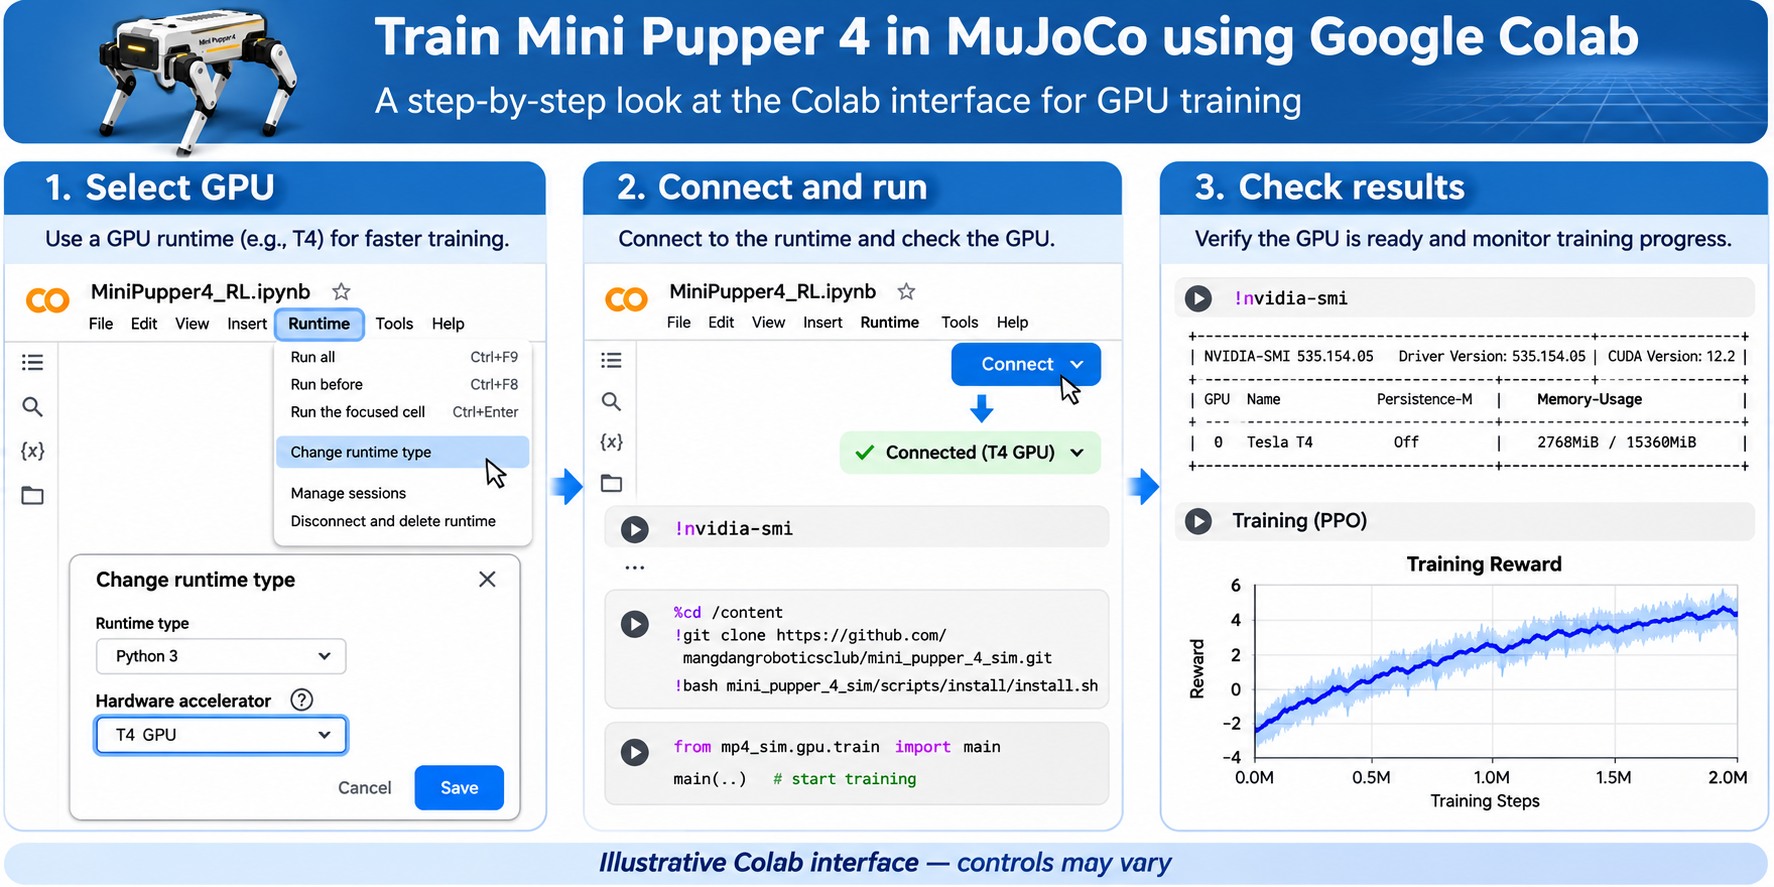 Mini Pupper 4
Train Mini Pupper 4 in MuJoCo using Google Colab
A step-by-step look at the Colab interface for GPU training
1. Select GPU
Use a GPU runtime (e.g., T4) for faster training.
MiniPupper4_RL.ipynb
File Edit View Insert Runtime Tools Help
Run all Ctrl+F9
Run before Ctrl+F8
Run the focused cell Ctrl+Enter
Change runtime type
Manage sessions
Disconnect and delete runtime
{x}
Change runtime type
Runtime type
Python 3
Hardware accelerator ?
T4 GPU
Cancel Save
2. Connect and run
Connect to the runtime and check the GPU.
MiniPupper4_RL.ipynb
File Edit View Insert Runtime Tools Help
Connect
{x}
Connected (T4 GPU)
!nvidia-smi
...
%cd /content
!git clone https://github.com/
mangdangroboticsclub/mini_pupper_4_sim.git
!bash mini_pupper_4_sim/scripts/install/install.sh
from mp4_sim.gpu.train import main
main(..) # start training
3. Check results
Verify the GPU is ready and monitor training progress.
!nvidia-smi
| NVIDIA-SMI 535.154.05 Driver Version: 535.154.05 | CUDA Version: 12.2 |
| GPU Name Persistence-M | Memory-Usage |
| 0 Tesla T4 Off | 2768MiB / 15360MiB |
Training (PPO)
Training Reward
Reward
6
4
2
0
−2
−4
0.0M 0.5M 1.0M 1.5M 2.0M
Training Steps
Illustrative Colab interface — controls may vary